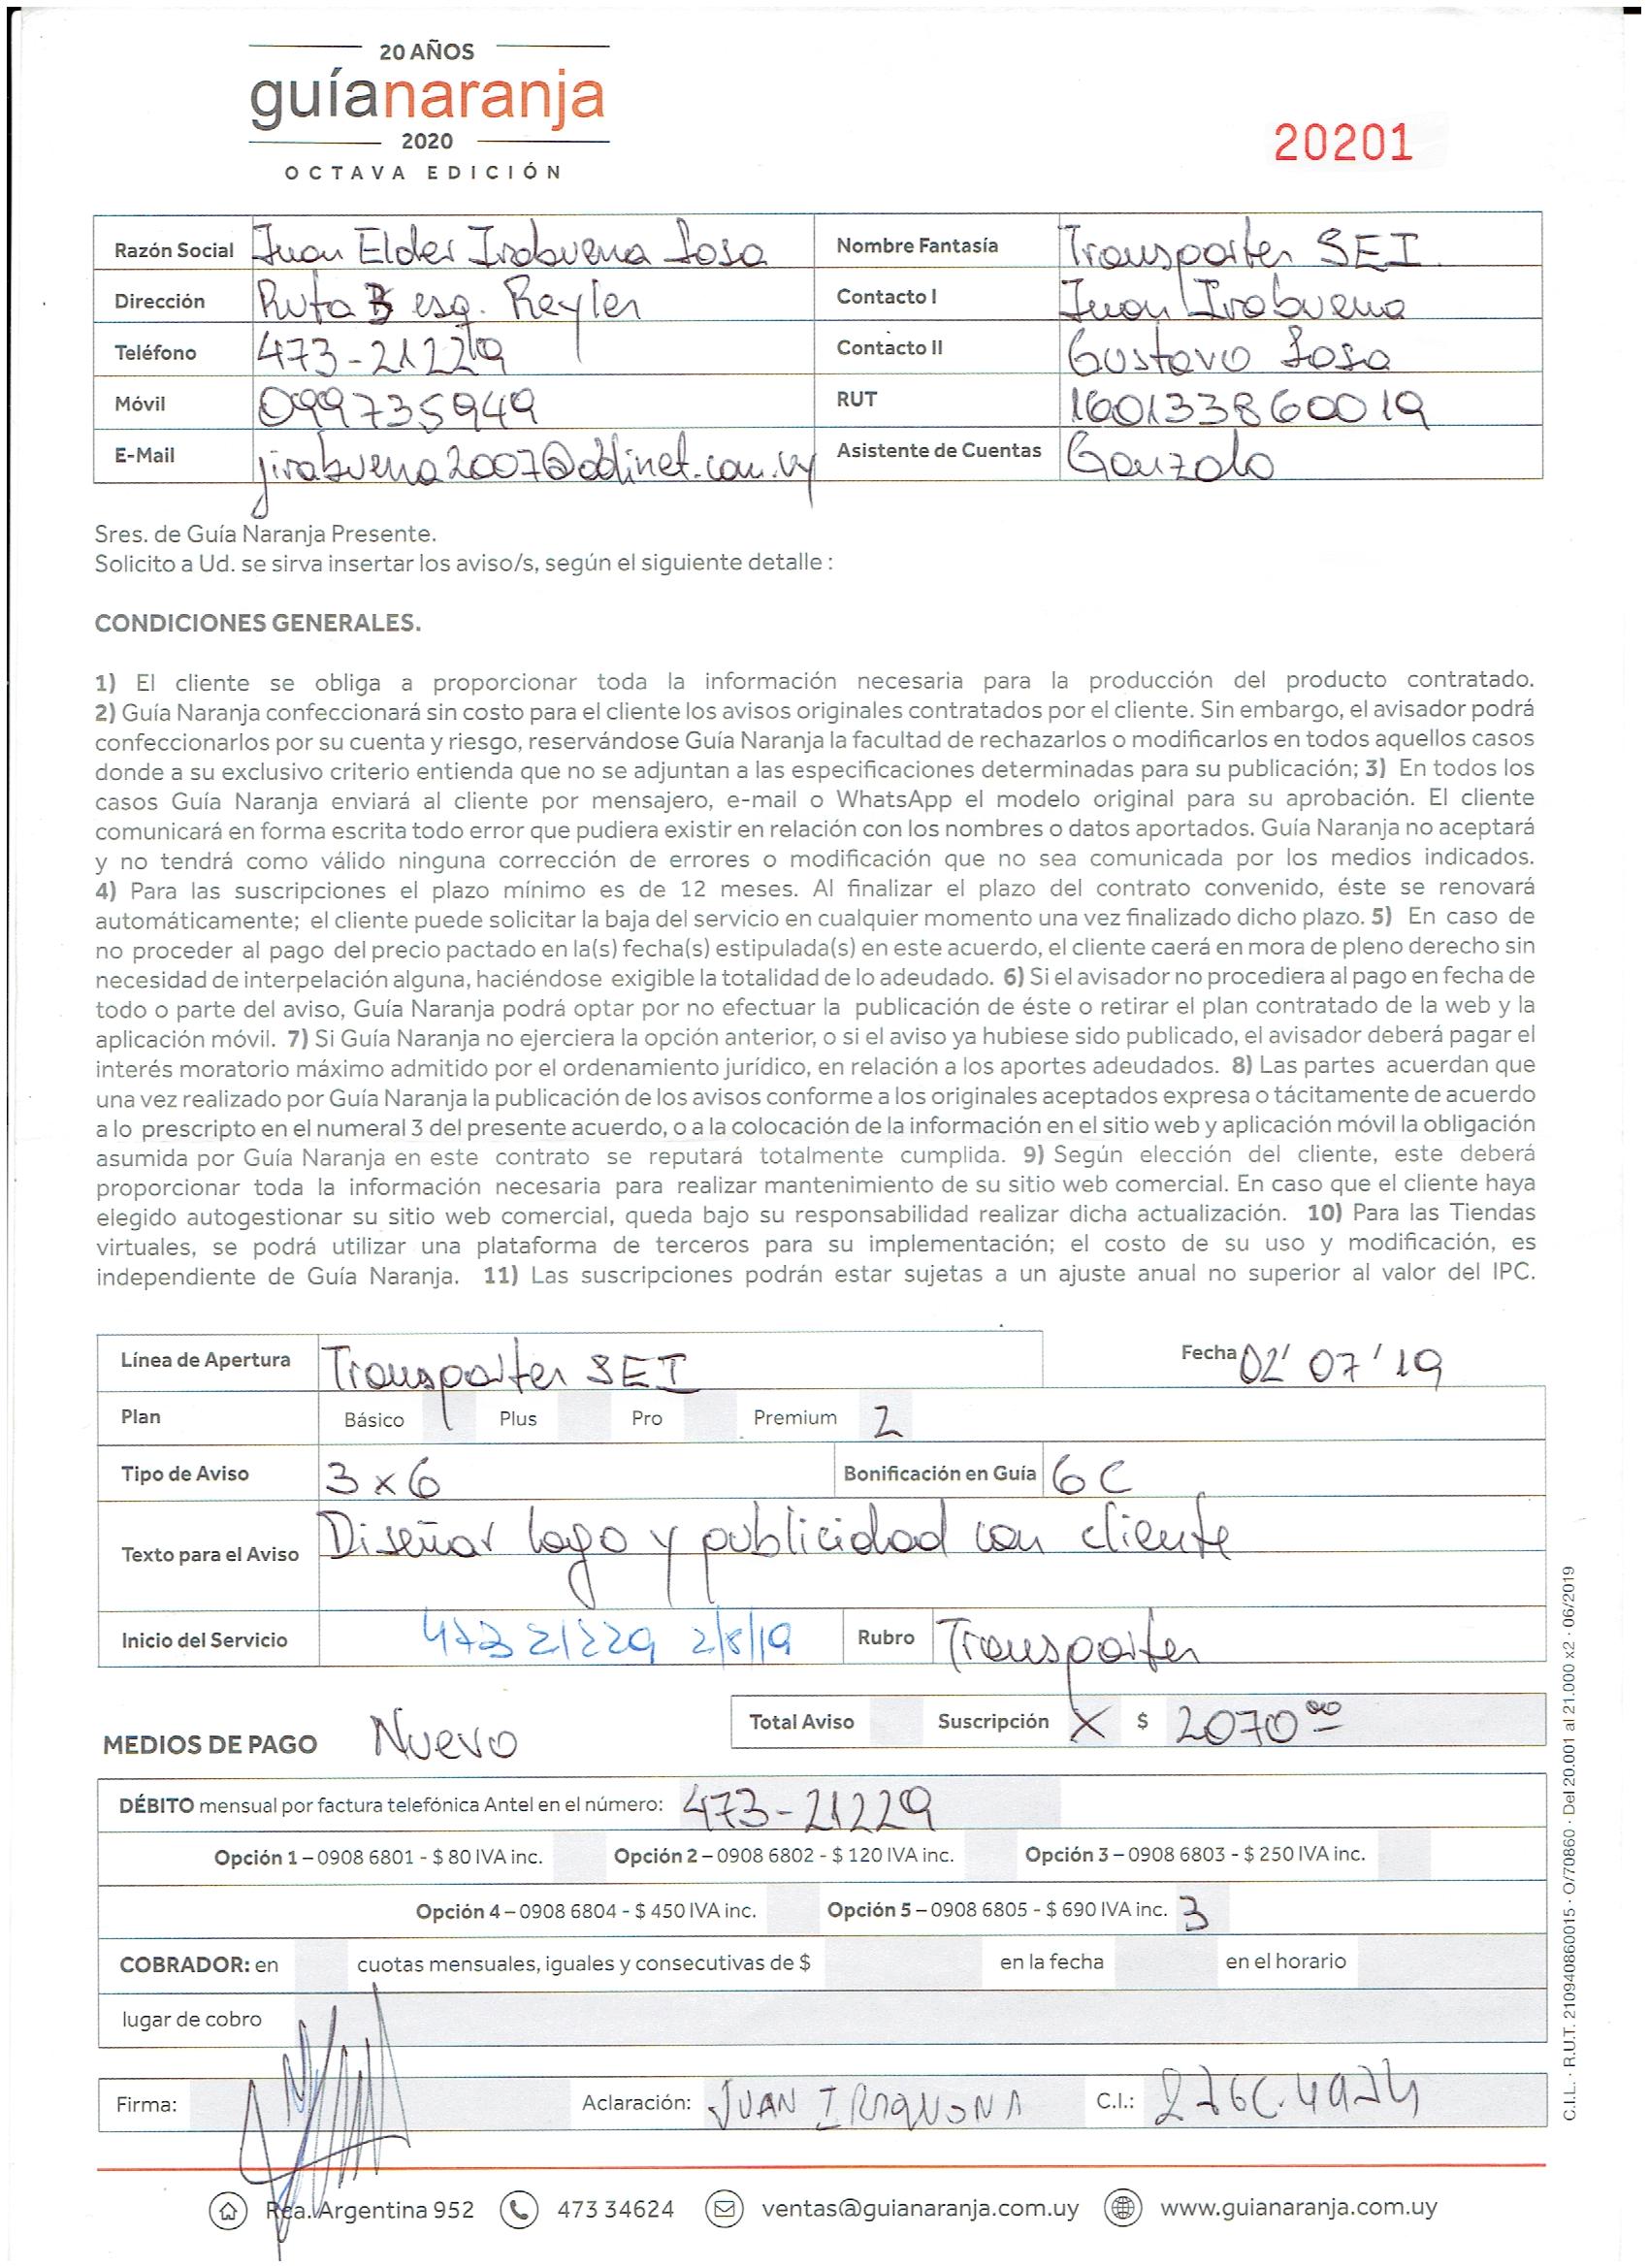 20 AÑOS
guíanaranja
2020
OCTAVA EDICIÓN
20201
Razón Social Juan Elder Irabuena Sosa Nombre Fantasía Transporter SEI
Dirección Ruta 3 esq. Reyler Contacto I Juan Irabuena
Teléfono 473-21229 Contacto II Gustavo Sosa
Móvil 099735949 RUT 160133860019
E-Mail jirabuena2007@adinet.com.uy Asistente de Cuentas Gonzalo
Sres. de Guía Naranja Presente.
Solicito a Ud. se sirva insertar los aviso/s, según el siguiente detalle :
CONDICIONES GENERALES.
1) El cliente se obliga a proporcionar toda la información necesaria para la producción del producto contratado.
2) Guía Naranja confeccionará sin costo para el cliente los avisos originales contratados por el cliente. Sin embargo, el avisador podrá
confeccionarlos por su cuenta y riesgo, reservándose Guía Naranja la facultad de rechazarlos o modificarlos en todos aquellos casos
donde a su exclusivo criterio entienda que no se adjuntan a las especificaciones determinadas para su publicación; 3) En todos los
casos Guía Naranja enviará al cliente por mensajero, e-mail o WhatsApp el modelo original para su aprobación. El cliente
comunicará en forma escrita todo error que pudiera existir en relación con los nombres o datos aportados. Guía Naranja no aceptará
y no tendrá como válido ninguna corrección de errores o modificación que no sea comunicada por los medios indicados.
4) Para las suscripciones el plazo mínimo es de 12 meses. Al finalizar el plazo del contrato convenido, éste se renovará
automáticamente; el cliente puede solicitar la baja del servicio en cualquier momento una vez finalizado dicho plazo. 5) En caso de
no proceder al pago del precio pactado en la(s) fecha(s) estipulada(s) en este acuerdo, el cliente caerá en mora de pleno derecho sin
necesidad de interpelación alguna, haciéndose exigible la totalidad de lo adeudado. 6) Si el avisador no procediera al pago en fecha de
todo o parte del aviso, Guía Naranja podrá optar por no efectuar la publicación de éste o retirar el plan contratado de la web y la
aplicación móvil. 7) Si Guía Naranja no ejerciera la opción anterior, o si el aviso ya hubiese sido publicado, el avisador deberá pagar el
interés moratorio máximo admitido por el ordenamiento jurídico, en relación a los aportes adeudados. 8) Las partes acuerdan que
una vez realizado por Guía Naranja la publicación de los avisos conforme a los originales aceptados expresa o tácitamente de acuerdo
a lo prescripto en el numeral 3 del presente acuerdo, o a la colocación de la información en el sitio web y aplicación móvil la obligación
asumida por Guía Naranja en este contrato se reputará totalmente cumplida. 9) Según elección del cliente, este deberá
proporcionar toda la información necesaria para realizar mantenimiento de su sitio web comercial. En caso que el cliente haya
elegido autogestionar su sitio web comercial, queda bajo su responsabilidad realizar dicha actualización. 10) Para las Tiendas
virtuales, se podrá utilizar una plataforma de terceros para su implementación; el costo de su uso y modificación, es
independiente de Guía Naranja. 11) Las suscripciones podrán estar sujetas a un ajuste anual no superior al valor del IPC.
Línea de Apertura Transporter SEI Fecha 02' 07' 19
Plan Básico Plus Pro Premium 2
Tipo de Aviso 3 x 6 Bonificación en Guía 6C
Texto para el Aviso Diseñar logo y publicidad con cliente
Inicio del Servicio 473 21229 2/8/19 Rubro Transporter
MEDIOS DE PAGO Nuevo Total Aviso Suscripción X $ 2070 00
DÉBITO mensual por factura telefónica Antel en el número: 473-21229
Opción 1 – 0908 6801 - $ 80 IVA inc. Opción 2 – 0908 6802 - $ 120 IVA inc. Opción 3 – 0908 6803 - $ 250 IVA inc.
Opción 4 – 0908 6804 - $ 450 IVA inc. Opción 5 – 0908 6805 - $ 690 IVA inc. 3
COBRADOR: en cuotas mensuales, iguales y consecutivas de $ en la fecha en el horario
lugar de cobro
Firma: Aclaración: JUAN C.I.:
Rca. Argentina 952 473 34624 ventas@guianaranja.com.uy www.guianaranja.com.uy
C.I.L. · R.U.T. 210940860015 · O/70860 · Del 20.001 al 21.000 x2 · 06/2019